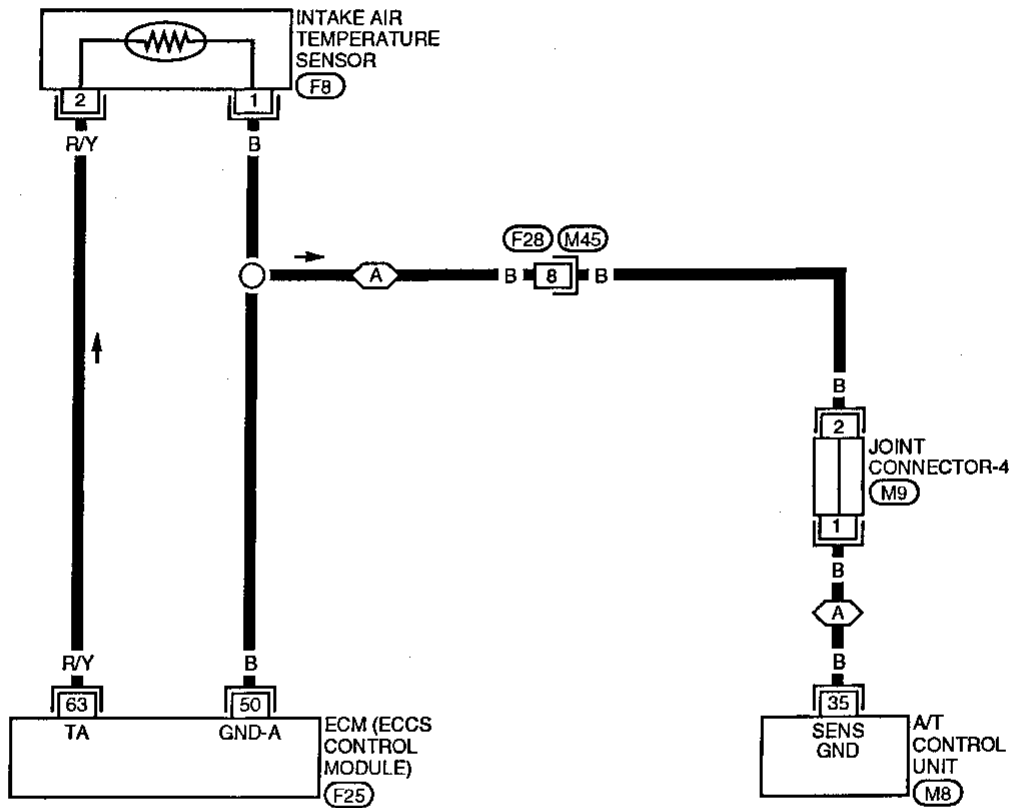 INTAKE AIR
TEMPERATURE
SENSOR
F8
2
1
R/Y
B
F28
M45
A
B
8
B
B
2
JOINT
CONNECTOR-4
M9
1
B
A
R/Y
B
B
63
50
35
TA
GND-A
ECM (ECCS
CONTROL
MODULE)
F25
SENS
GND
A/T
CONTROL
UNIT
M8